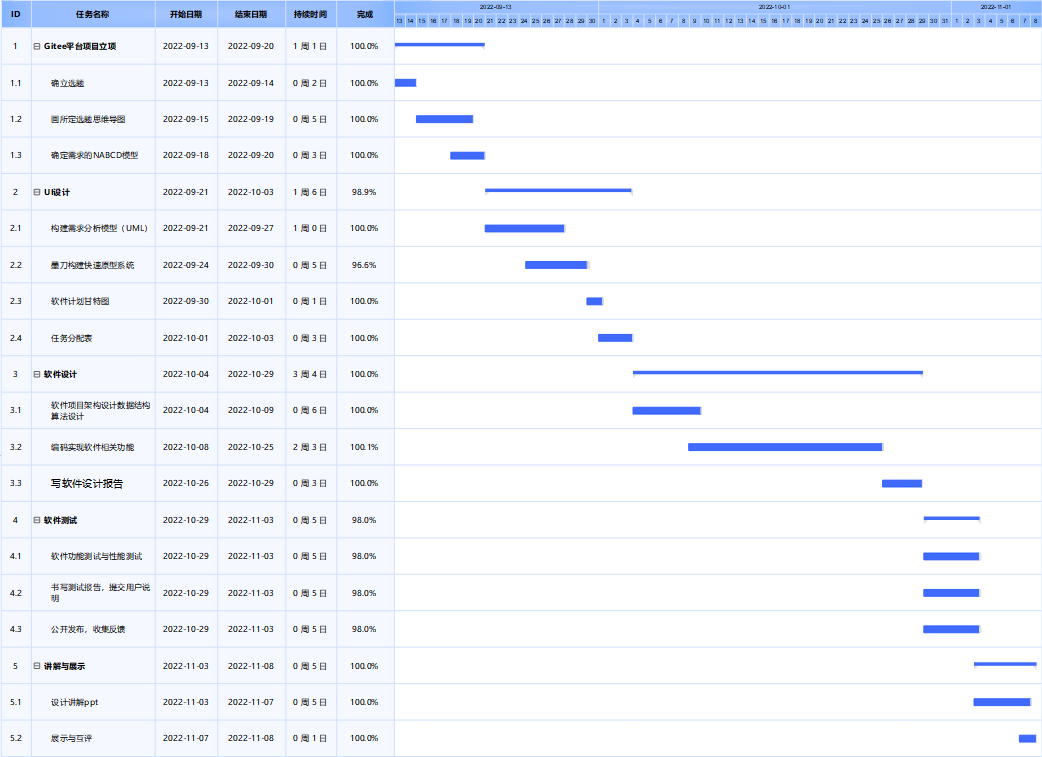 ID 任务名称 开始日期 结束日期 持续时间 完成 2022-09-13 2022-10-01 2022-11-01
13 14 15 16 17 18 19 20 21 22 23 24 25 26 27 28 29 30 1 2 3 4 5 6 7 8 9 10 11 12 13 14 15 16 17 18 19 20 21 22 23 24 25 26 27 28 29 30 31 1 2 3 4 5 6 7 8
1 Gitee平台项目立项 2022-09-13 2022-09-20 1 周 1 日 100.0%
1.1 确立选题 2022-09-13 2022-09-14 0 周 2 日 100.0%
1.2 画所定选题思维导图 2022-09-15 2022-09-19 0 周 5 日 100.0%
1.3 确定需求的NABCD模型 2022-09-18 2022-09-20 0 周 3 日 100.0%
2 UI设计 2022-09-21 2022-10-03 1 周 6 日 98.9%
2.1 构建需求分析模型（UML） 2022-09-21 2022-09-27 1 周 0 日 100.0%
2.2 墨刀构建快速原型系统 2022-09-24 2022-09-30 0 周 5 日 96.6%
2.3 软件计划甘特图 2022-09-30 2022-10-01 0 周 1 日 100.0%
2.4 任务分配表 2022-10-01 2022-10-03 0 周 3 日 100.0%
3 软件设计 2022-10-04 2022-10-29 3 周 4 日 100.0%
3.1 软件项目架构设计数据结构
算法设计 2022-10-04 2022-10-09 0 周 6 日 100.0%
3.2 编码实现软件相关功能 2022-10-08 2022-10-25 2 周 3 日 100.1%
3.3 写软件设计报告 2022-10-26 2022-10-29 0 周 3 日 100.0%
4 软件测试 2022-10-29 2022-11-03 0 周 5 日 98.0%
4.1 软件功能测试与性能测试 2022-10-29 2022-11-03 0 周 5 日 98.0%
4.2 书写测试报告，提交用户说
明 2022-10-29 2022-11-03 0 周 5 日 98.0%
4.3 公开发布，收集反馈 2022-10-29 2022-11-03 0 周 5 日 98.0%
5 讲解与展示 2022-11-03 2022-11-08 0 周 5 日 100.0%
5.1 设计讲解ppt 2022-11-03 2022-11-07 0 周 5 日 100.0%
5.2 展示与互评 2022-11-07 2022-11-08 0 周 1 日 100.0%